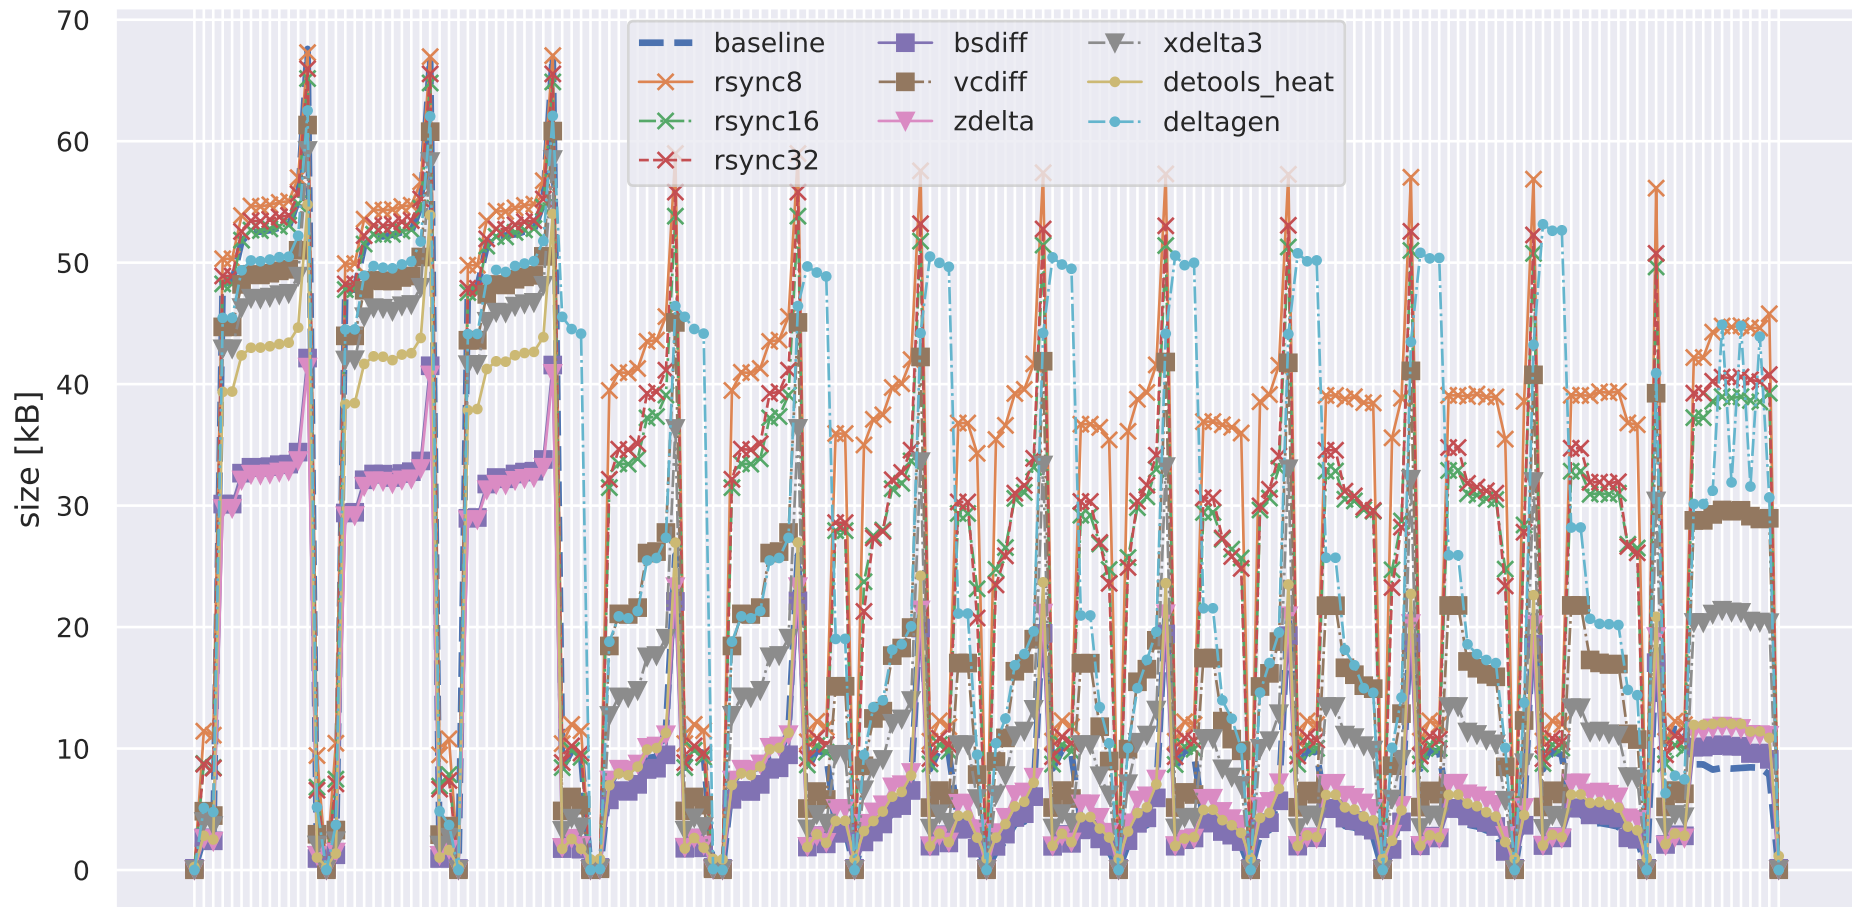 70
60
50
40
30
20
10
0
size [kB]
baseline
rsync8
rsync16
rsync32
bsdiff
vcdiff
zdelta
xdelta3
detools_heat
deltagen